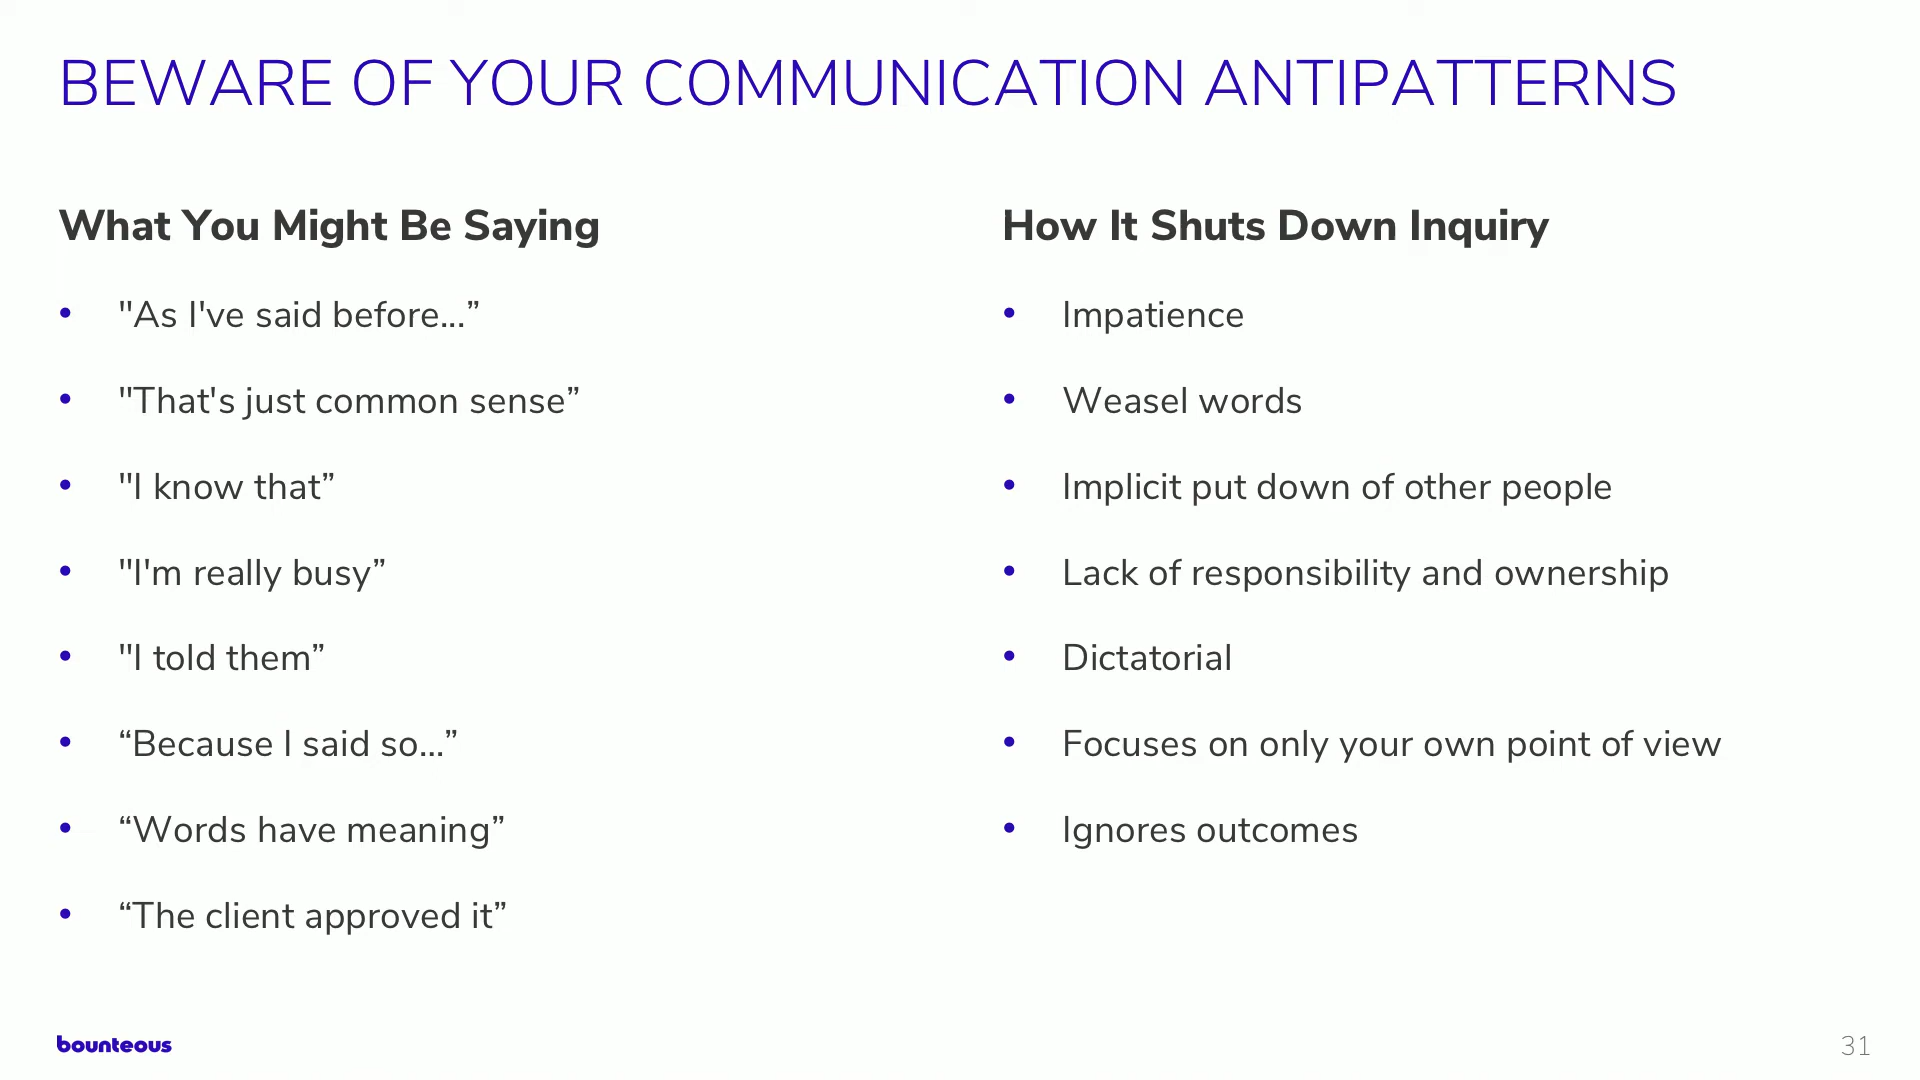 BEWARE OF YOUR COMMUNICATION ANTIPATTERNS
What You Might Be Saying
• "As I've said before…”
• "That's just common sense”
• "I know that”
• "I'm really busy”
• "I told them”
• “Because I said so…”
• “Words have meaning”
• “The client approved it”
How It Shuts Down Inquiry
• Impatience
• Weasel words
• Implicit put down of other people
• Lack of responsibility and ownership
• Dictatorial
• Focuses on only your own point of view
• Ignores outcomes
bounteous
31